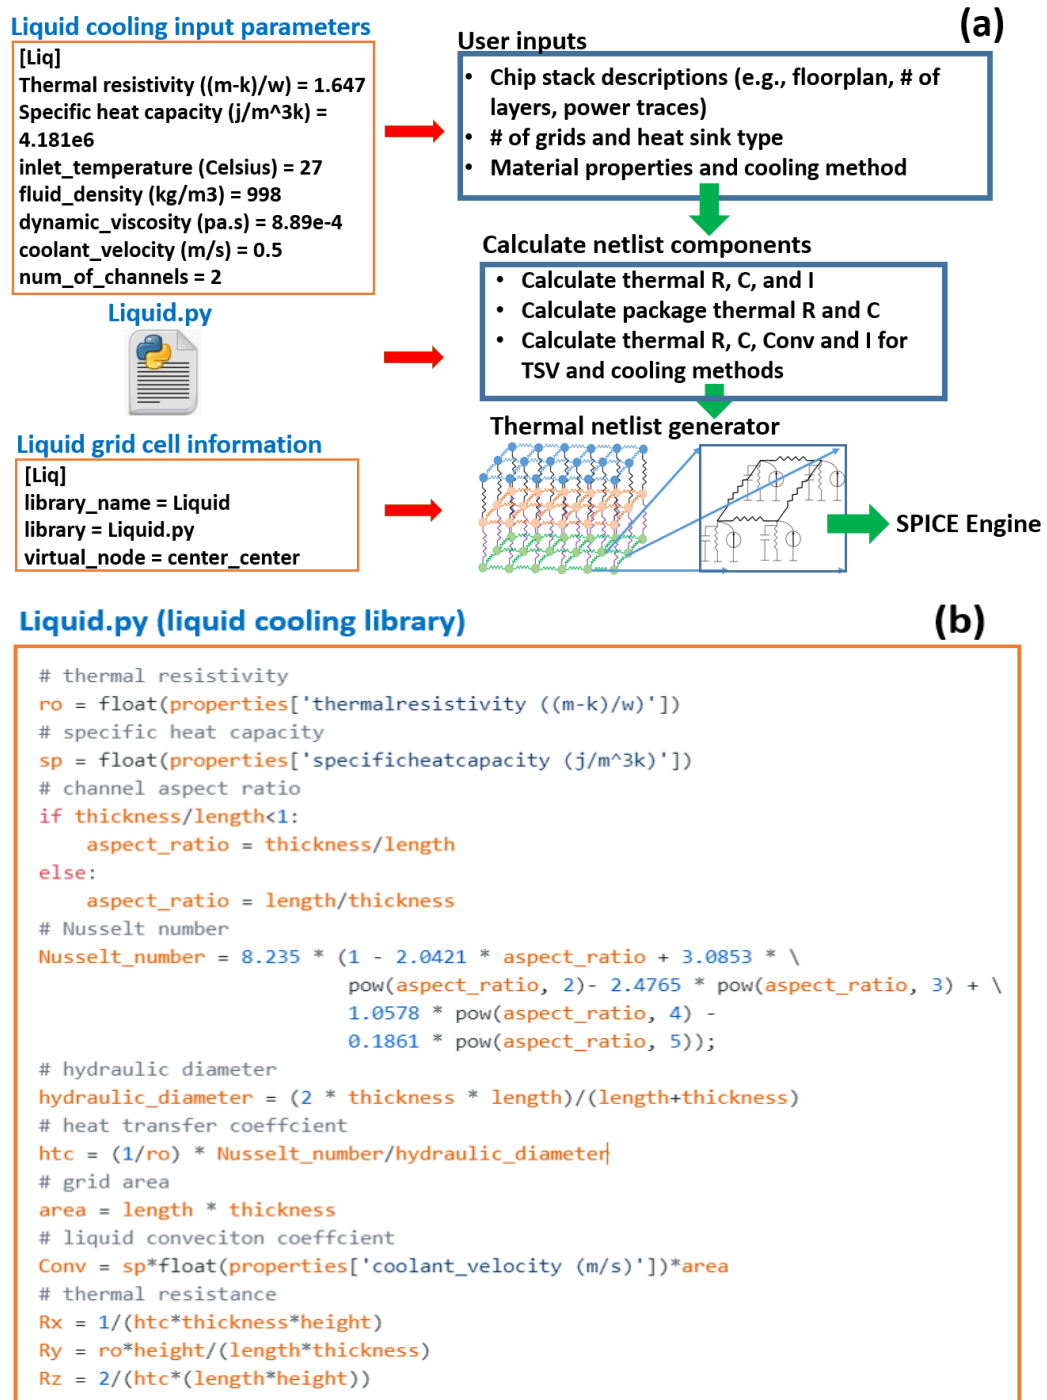 Liquid cooling input parameters
[Liq]
Thermal resistivity ((m-k)/w) = 1.647
Specific heat capacity (j/m^3k) =
4.181e6
inlet_temperature (Celsius) = 27
fluid_density (kg/m3) = 998
dynamic_viscosity (pa.s) = 8.89e-4
coolant_velocity (m/s) = 0.5
num_of_channels = 2
Liquid.py
Liquid grid cell information
[Liq]
library_name = Liquid
library = Liquid.py
virtual_node = center_center
(a)
User inputs
• Chip stack descriptions (e.g., floorplan, # of
layers, power traces)
• # of grids and heat sink type
• Material properties and cooling method
Calculate netlist components
• Calculate thermal R, C, and I
• Calculate package thermal R and C
• Calculate thermal R, C, Conv and I for
TSV and cooling methods
Thermal netlist generator
SPICE Engine
Liquid.py (liquid cooling library)
(b)
# thermal resistivity
ro = float(properties['thermalresistivity ((m-k)/w)'])
# specific heat capacity
sp = float(properties['specificheatcapacity (j/m^3k)'])
# channel aspect ratio
if thickness/length<1:
    aspect_ratio = thickness/length
else:
    aspect_ratio = length/thickness
# Nusselt number
Nusselt_number = 8.235 * (1 - 2.0421 * aspect_ratio + 3.0853 * \
                          pow(aspect_ratio, 2)- 2.4765 * pow(aspect_ratio, 3) + \
                          1.0578 * pow(aspect_ratio, 4) -
                          0.1861 * pow(aspect_ratio, 5));
# hydraulic diameter
hydraulic_diameter = (2 * thickness * length)/(length+thickness)
# heat transfer coeffcient
htc = (1/ro) * Nusselt_number/hydraulic_diameter
# grid area
area = length * thickness
# liquid conveciton coeffcient
Conv = sp*float(properties['coolant_velocity (m/s)'])*area
# thermal resistance
Rx = 1/(htc*thickness*height)
Ry = ro*height/(length*thickness)
Rz = 2/(htc*(length*height))